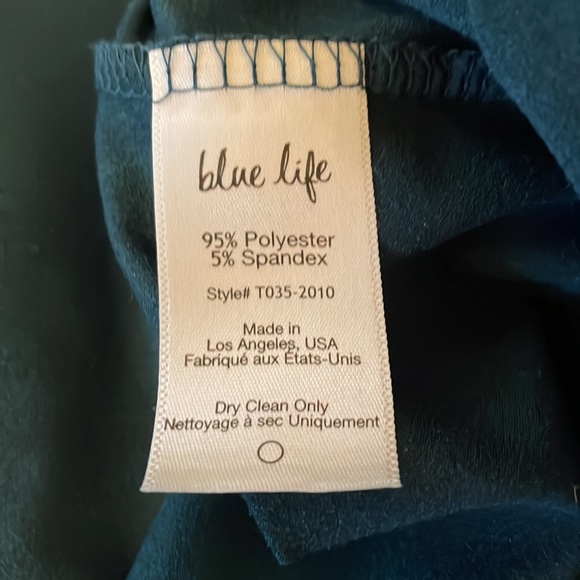 blue life
95% Polyester
5% Spandex
Style# T035-2010
Made in
Los Angeles, USA
Fabriqué aux États-Unis
Dry Clean Only
Nettoyage à sec Uniquement